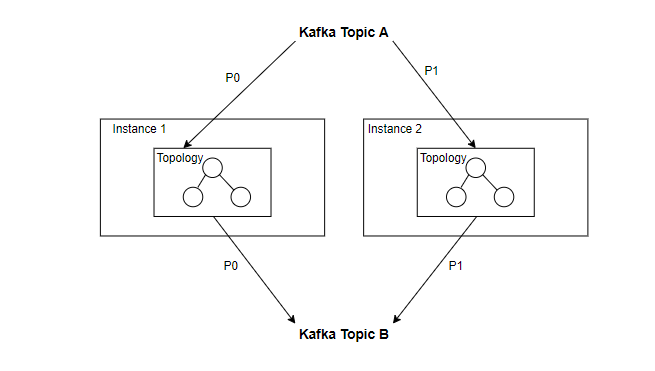 Kafka Topic A
P0
P1
Instance 1
Instance 2
Topology
Topology
P0
P1
Kafka Topic B